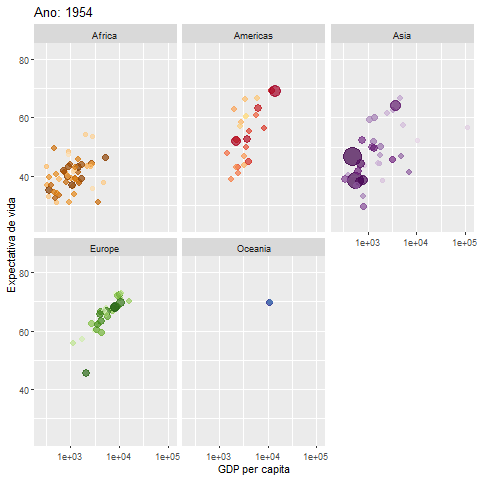 Ano: 1954
Africa
Americas
Asia
80
60
40
1e+03
1e+04
1e+05
Europe
Oceania
80
60
40
1e+03
1e+04
1e+05
1e+03
1e+04
1e+05
Expectativa de vida
GDP per capita